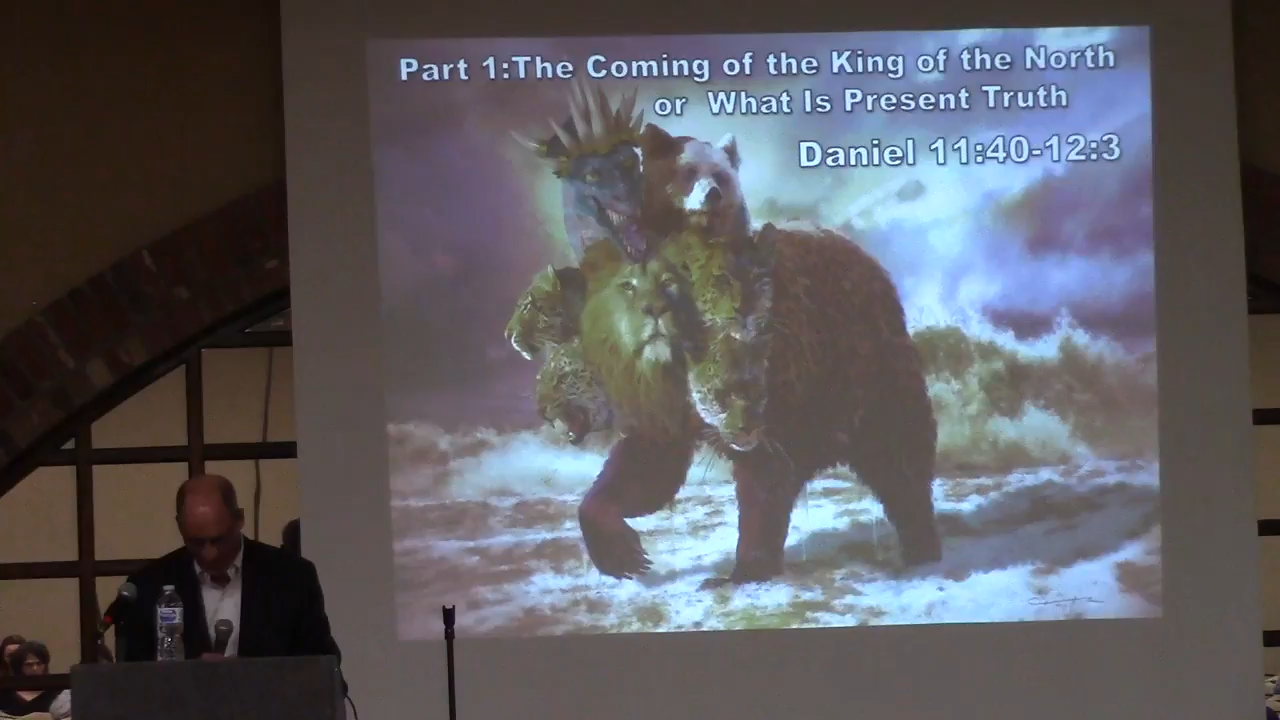 Part 1:The Coming of the King of the North
or What Is Present Truth
Daniel 11:40-12:3